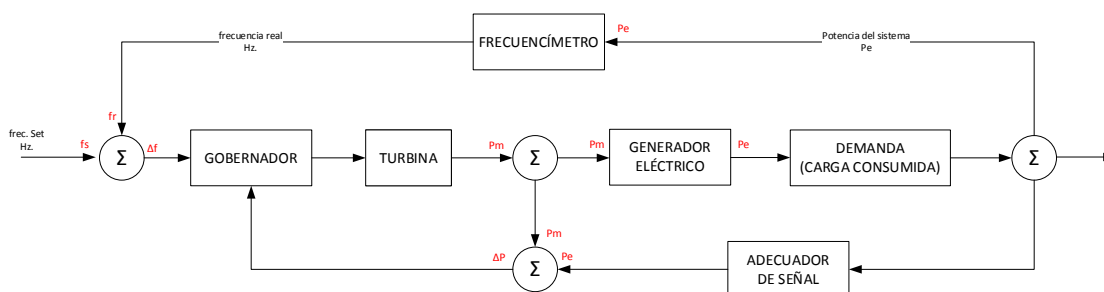 frecuencia real
Hz.
FRECUENCÍMETRO
Pe
Potencia del sistema
Pe
frec. Set
Hz.
fs
fr
Σ
Δf
GOBERNADOR
TURBINA
Pm
Σ
Pm
GENERADOR
ELÉCTRICO
Pe
DEMANDA
(CARGA CONSUMIDA)
Σ
Pm
ΔP
Σ
Pe
ADECUADOR
DE SEÑAL